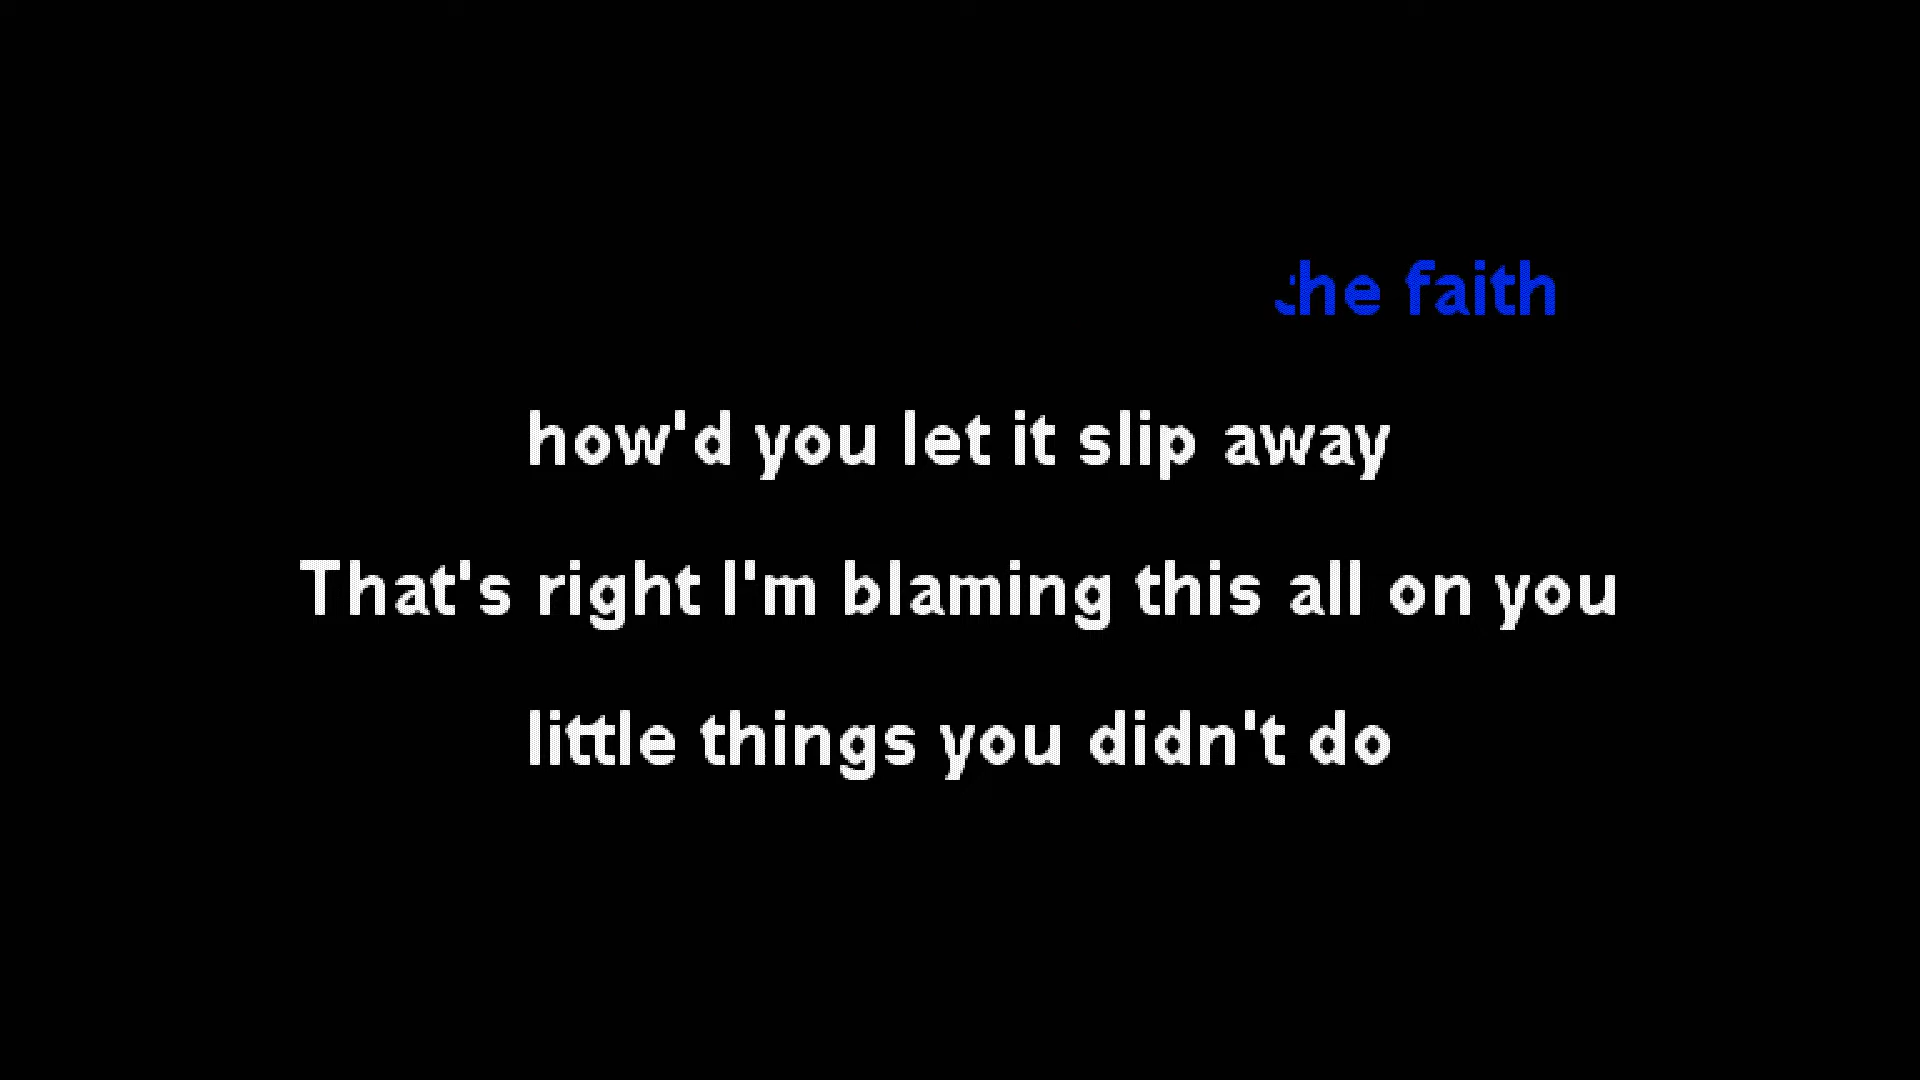 the faith
how'd you let it slip away
That's right I'm blaming this all on you
little things you didn't do